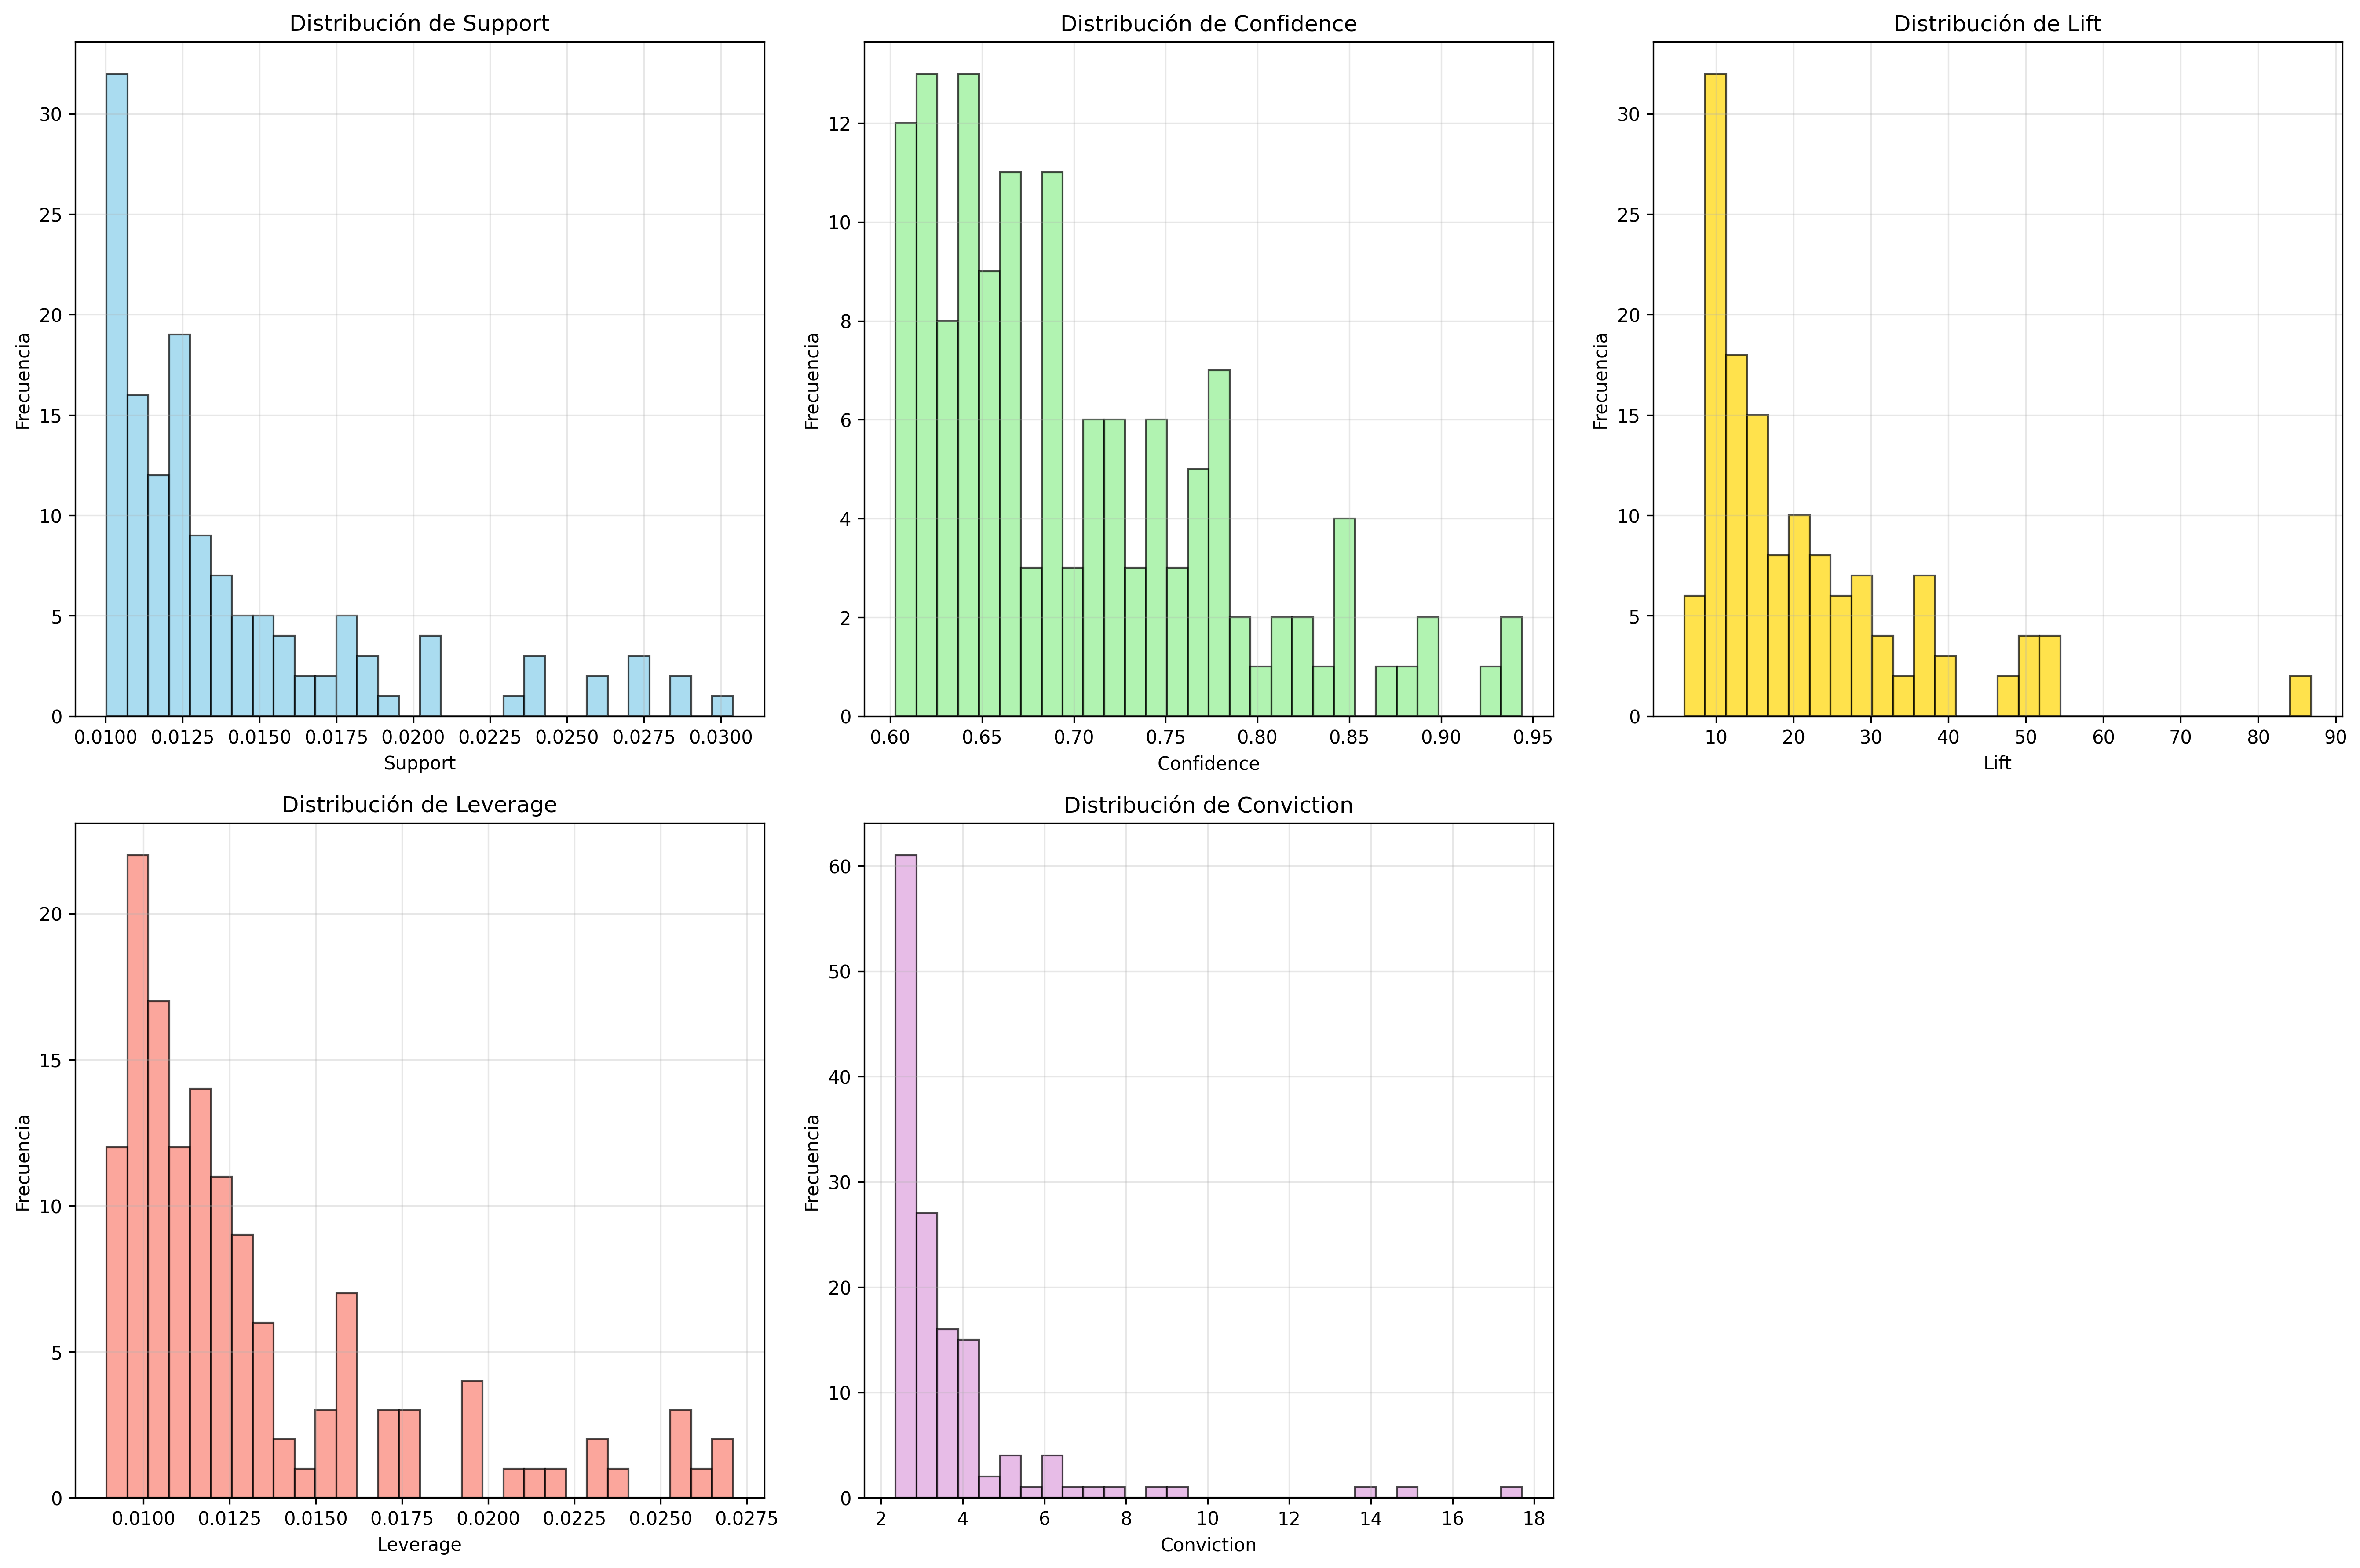 Distribución de Support
Frecuencia
30
25
20
15
10
5
0
0.0100 0.0125 0.0150 0.0175 0.0200 0.0225 0.0250 0.0275 0.0300
Support
Distribución de Confidence
Frecuencia
12
10
8
6
4
2
0
0.60 0.65 0.70 0.75 0.80 0.85 0.90 0.95
Confidence
Distribución de Lift
Frecuencia
30
25
20
15
10
5
0
10 20 30 40 50 60 70 80 90
Lift
Distribución de Leverage
Frecuencia
20
15
10
5
0
0.0100 0.0125 0.0150 0.0175 0.0200 0.0225 0.0250 0.0275
Leverage
Distribución de Conviction
Frecuencia
60
50
40
30
20
10
0
2 4 6 8 10 12 14 16 18
Conviction